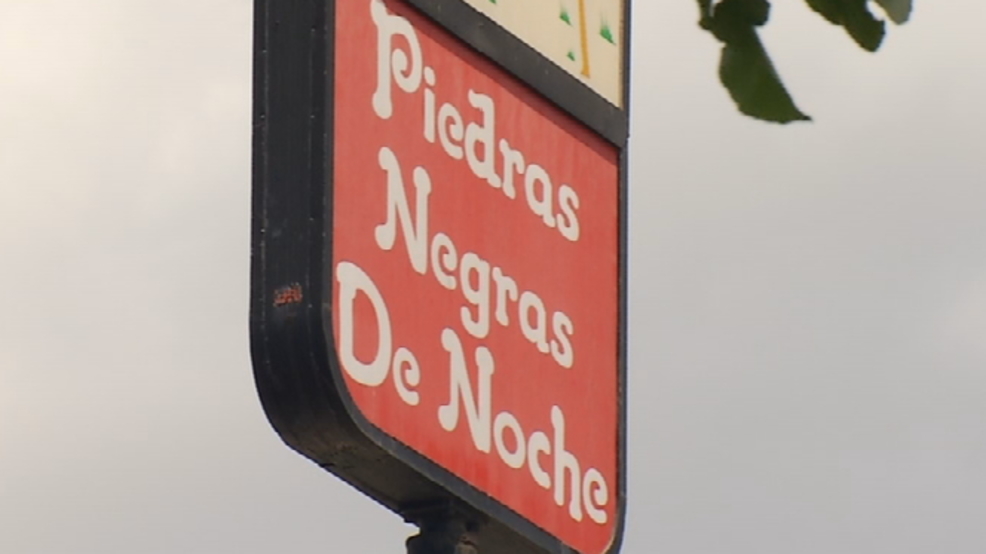 Piedras
Negras
De Noche